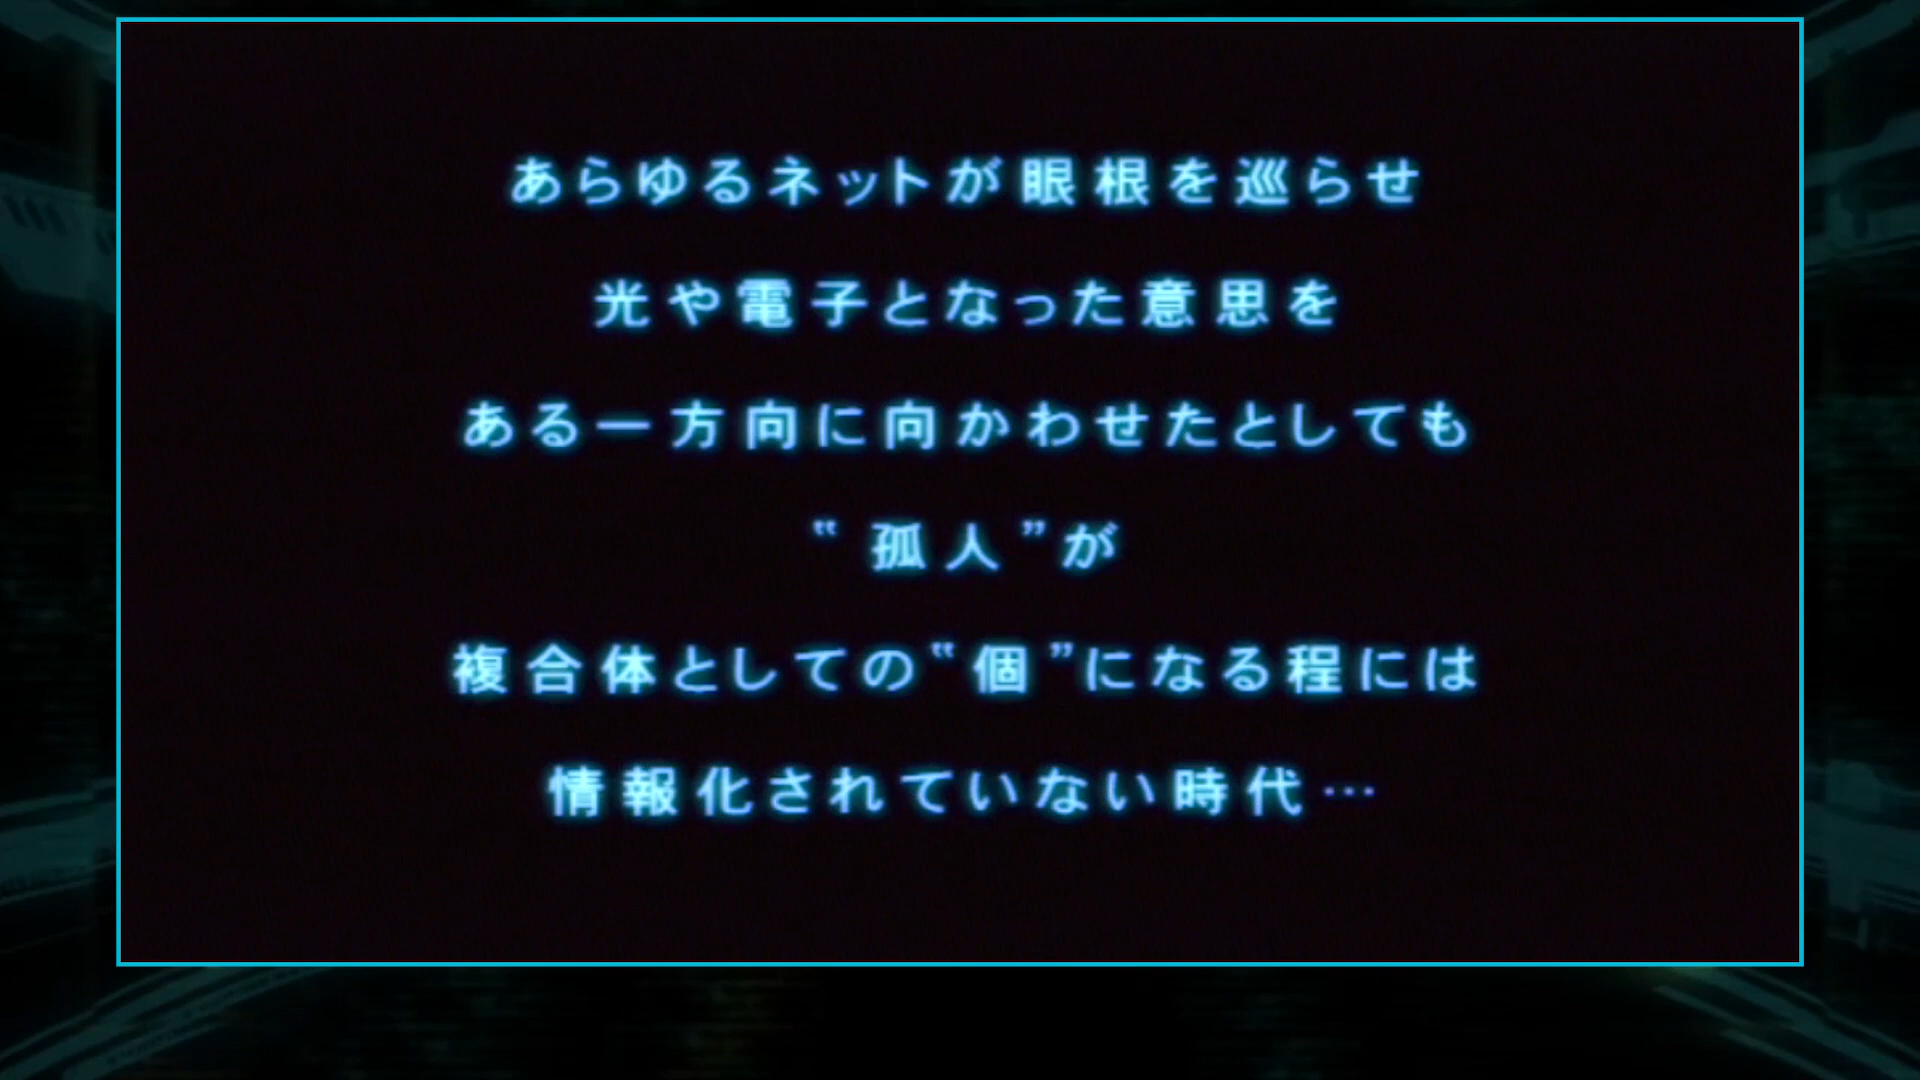 あらゆるネットが眼根を巡らせ
光や電子となった意思を
ある一方向に向かわせたとしても
“孤人”が
複合体としての“個”になる程には
情報化されていない時代…